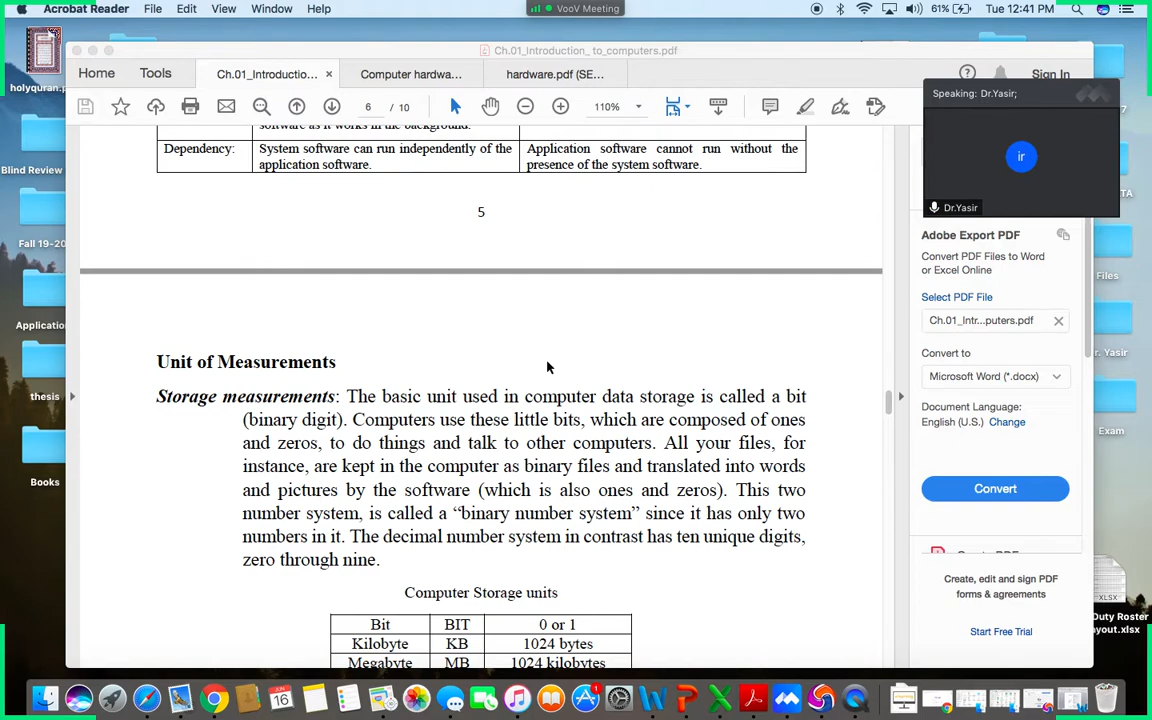 Acrobat Reader File Edit View Window Help
VooV Meeting
61% Tue 12:41 PM
Ch.01_Introduction_ to_computers.pdf
Home Tools Ch.01_Introductio... × Computer hardwa... hardware.pdf (SE... Sign In
6 / 10 110%
Speaking: Dr.Yasir;
ir
Dr.Yasir
software as it works in the background.
Dependency: System software can run independently of the application software. Application software cannot run without the presence of the system software.
5
Unit of Measurements
Storage measurements: The basic unit used in computer data storage is called a bit
(binary digit). Computers use these little bits, which are composed of ones
and zeros, to do things and talk to other computers. All your files, for
instance, are kept in the computer as binary files and translated into words
and pictures by the software (which is also ones and zeros). This two
number system, is called a “binary number system” since it has only two
numbers in it. The decimal number system in contrast has ten unique digits,
zero through nine.
Computer Storage units
Bit BIT 0 or 1
Kilobyte KB 1024 bytes
Megabyte MB 1024 kilobytes
Adobe Export PDF
Convert PDF Files to Word
or Excel Online
Select PDF File
Ch.01_Intr...puters.pdf
Convert to
Microsoft Word (*.docx)
Document Language:
English (U.S.) Change
Convert
Create, edit and sign PDF
forms & agreements
Start Free Trial
holyquran.p
Blind Review
Fall 19-20
Application
thesis
Books
Files
. Yasir
Exam
XLSX
Duty Roster
ayout.xlsx
JUN
16
1